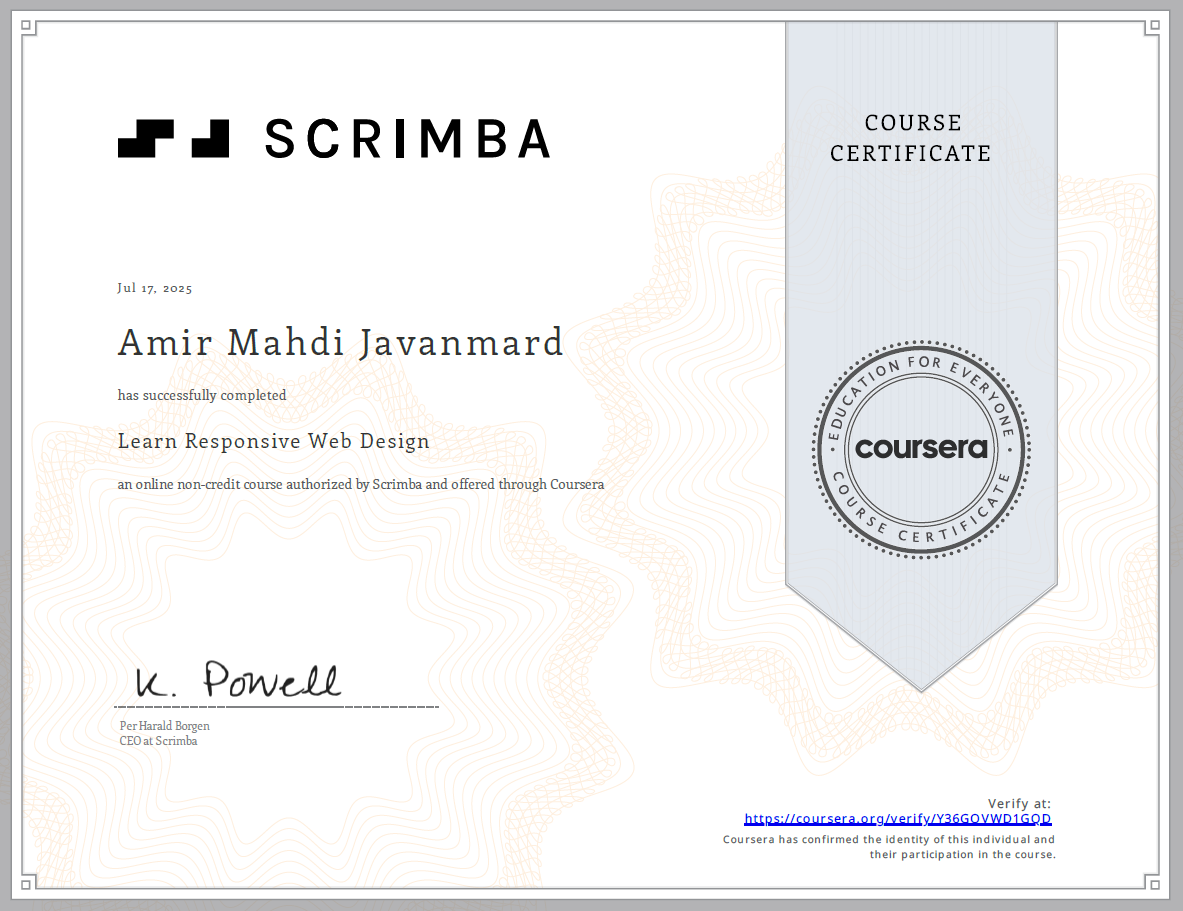 SCRIMBA
COURSE
CERTIFICATE
Jul 17, 2025
Amir Mahdi Javanmard
has successfully completed
Learn Responsive Web Design
an online non-credit course authorized by Scrimba and offered through Coursera
EDUCATION FOR EVERYONE
coursera
COURSE CERTIFICATE
K. Powell
Per Harald Borgen
CEO at Scrimba
Verify at:
https://coursera.org/verify/Y36GOVWD1GQD
Coursera has confirmed the identity of this individual and
their participation in the course.